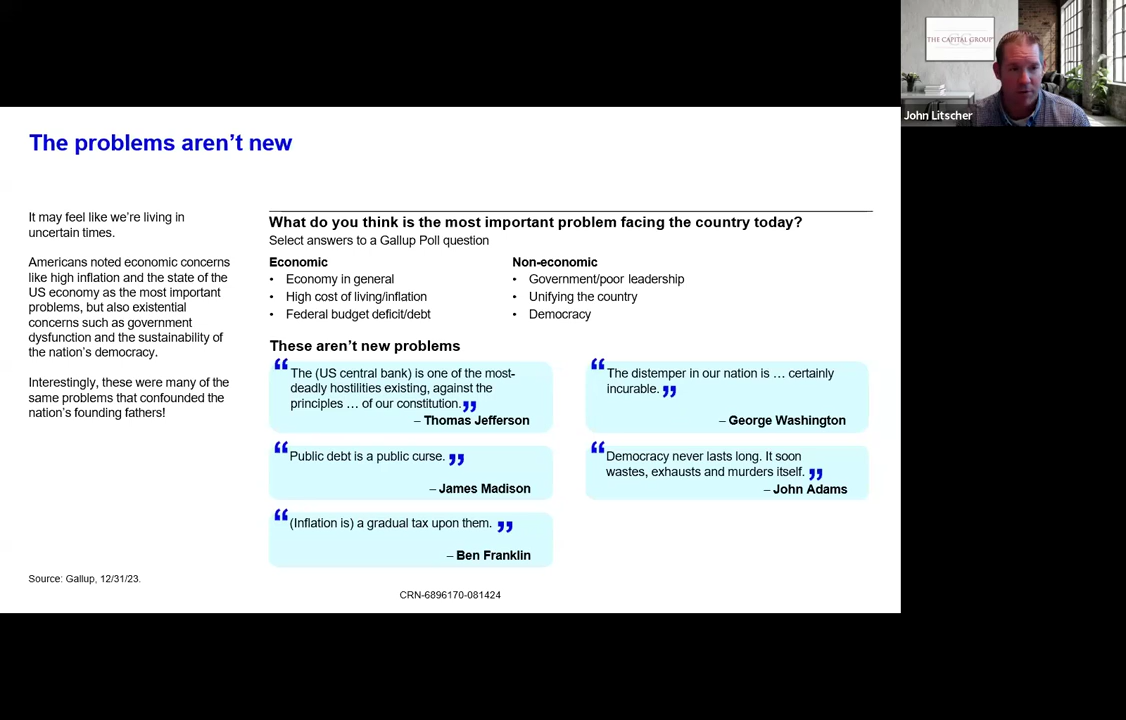 THE CAPITAL GROUP
John Litscher
The problems aren't new
It may feel like we're living in
uncertain times.
Americans noted economic concerns
like high inflation and the state of the
US economy as the most important
problems, but also existential
concerns such as government
dysfunction and the sustainability of
the nation's democracy.
Interestingly, these were many of the
same problems that confounded the
nation's founding fathers!
What do you think is the most important problem facing the country today?
Select answers to a Gallup Poll question
Economic
• Economy in general
• High cost of living/inflation
• Federal budget deficit/debt
Non-economic
• Government/poor leadership
• Unifying the country
• Democracy
These aren't new problems
“The (US central bank) is one of the most-
deadly hostilities existing, against the
principles … of our constitution.”
– Thomas Jefferson
“Public debt is a public curse.”
– James Madison
“(Inflation is) a gradual tax upon them.”
– Ben Franklin
“The distemper in our nation is … certainly
incurable.”
– George Washington
“Democracy never lasts long. It soon
wastes, exhausts and murders itself.”
– John Adams
Source: Gallup, 12/31/23.
CRN-6896170-081424